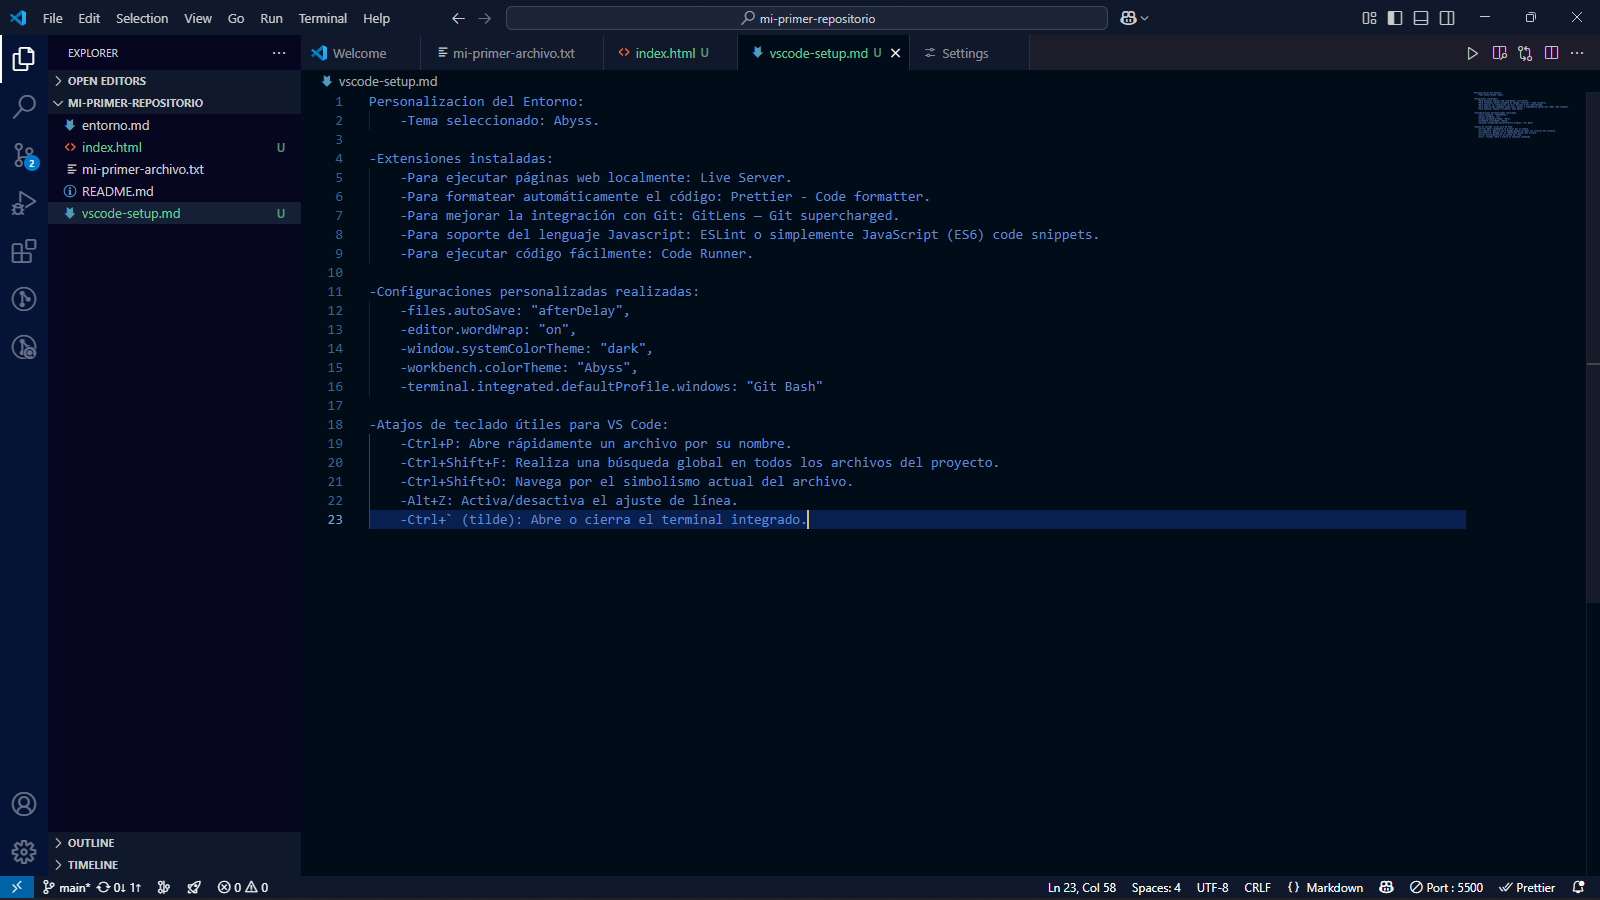 File Edit Selection View Go Run Terminal Help
mi-primer-repositorio
EXPLORER
Welcome
mi-primer-archivo.txt
index.html U
vscode-setup.md U
Settings
OPEN EDITORS
MI-PRIMER-REPOSITORIO
entorno.md
index.html U
mi-primer-archivo.txt
README.md
vscode-setup.md U
2
OUTLINE
TIMELINE
vscode-setup.md
1 Personalizacion del Entorno:
2 -Tema seleccionado: Abyss.
3
4 -Extensiones instaladas:
5 -Para ejecutar páginas web localmente: Live Server.
6 -Para formatear automáticamente el código: Prettier - Code formatter.
7 -Para mejorar la integración con Git: GitLens — Git supercharged.
8 -Para soporte del lenguaje Javascript: ESLint o simplemente JavaScript (ES6) code snippets.
9 -Para ejecutar código fácilmente: Code Runner.
10
11 -Configuraciones personalizadas realizadas:
12 -files.autoSave: "afterDelay",
13 -editor.wordWrap: "on",
14 -window.systemColorTheme: "dark",
15 -workbench.colorTheme: "Abyss",
16 -terminal.integrated.defaultProfile.windows: "Git Bash"
17
18 -Atajos de teclado útiles para VS Code:
19 -Ctrl+P: Abre rápidamente un archivo por su nombre.
20 -Ctrl+Shift+F: Realiza una búsqueda global en todos los archivos del proyecto.
21 -Ctrl+Shift+O: Navega por el simbolismo actual del archivo.
22 -Alt+Z: Activa/desactiva el ajuste de línea.
23 -Ctrl+` (tilde): Abre o cierra el terminal integrado.
main* 0↓ 1↑ 0 0 Ln 23, Col 58 Spaces: 4 UTF-8 CRLF {} Markdown Port : 5500 Prettier